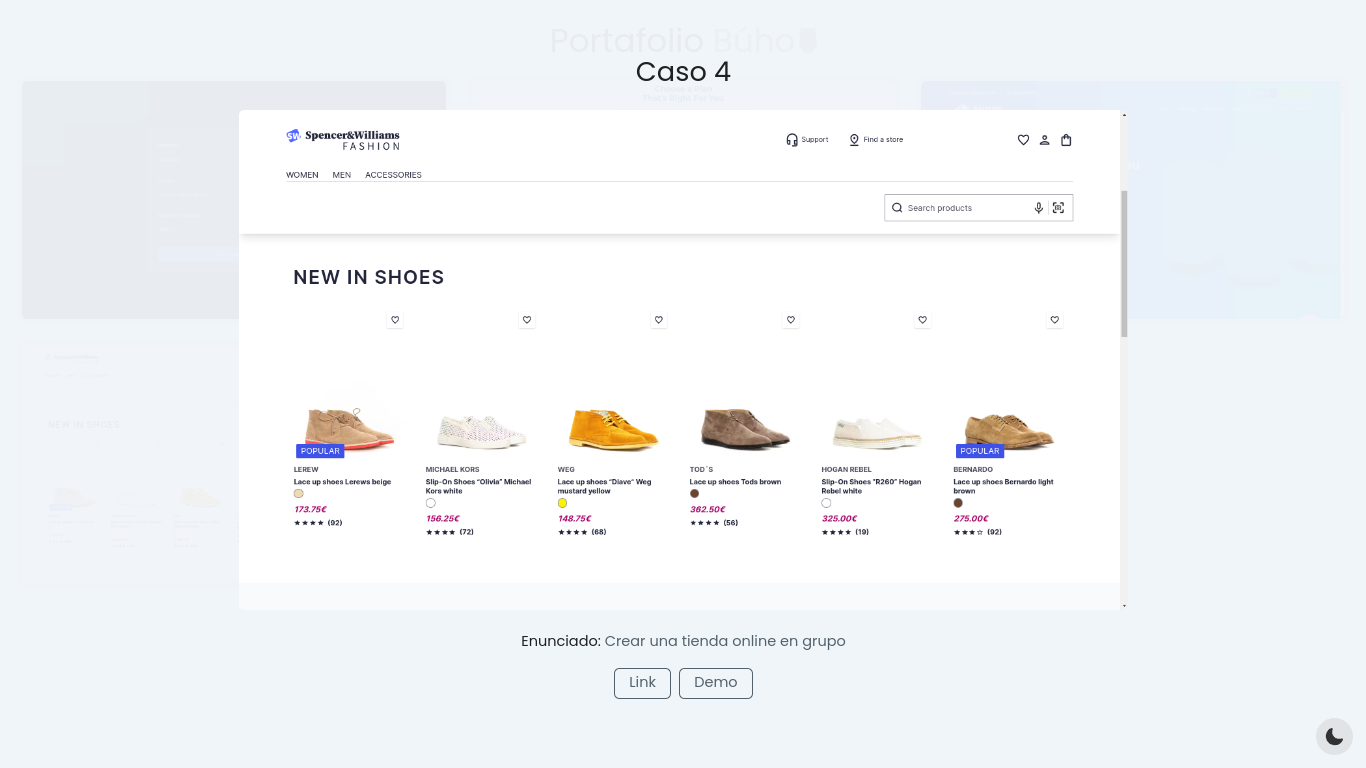 Portafolio Búho
Caso 4
SW Spencer&Williams
FASHION
Support
Find a store
WOMEN MEN ACCESSORIES
Search products
NEW IN SHOES
POPULAR
LEREW
Lace up shoes Lerews beige
173.75€
(92)
MICHAEL KORS
Slip-On Shoes “Olivia” Michael
Kors white
156.25€
(72)
WEG
Lace up shoes “Diave” Weg
mustard yellow
148.75€
(68)
TOD´S
Lace up shoes Tods brown
362.50€
(56)
HOGAN REBEL
Slip-On Shoes "R260" Hogan
Rebel white
325.00€
(19)
POPULAR
BERNARDO
Lace up shoes Bernardo light
brown
275.00€
(92)
NEW IN SHOES
Enunciado: Crear una tienda online en grupo
Link
Demo